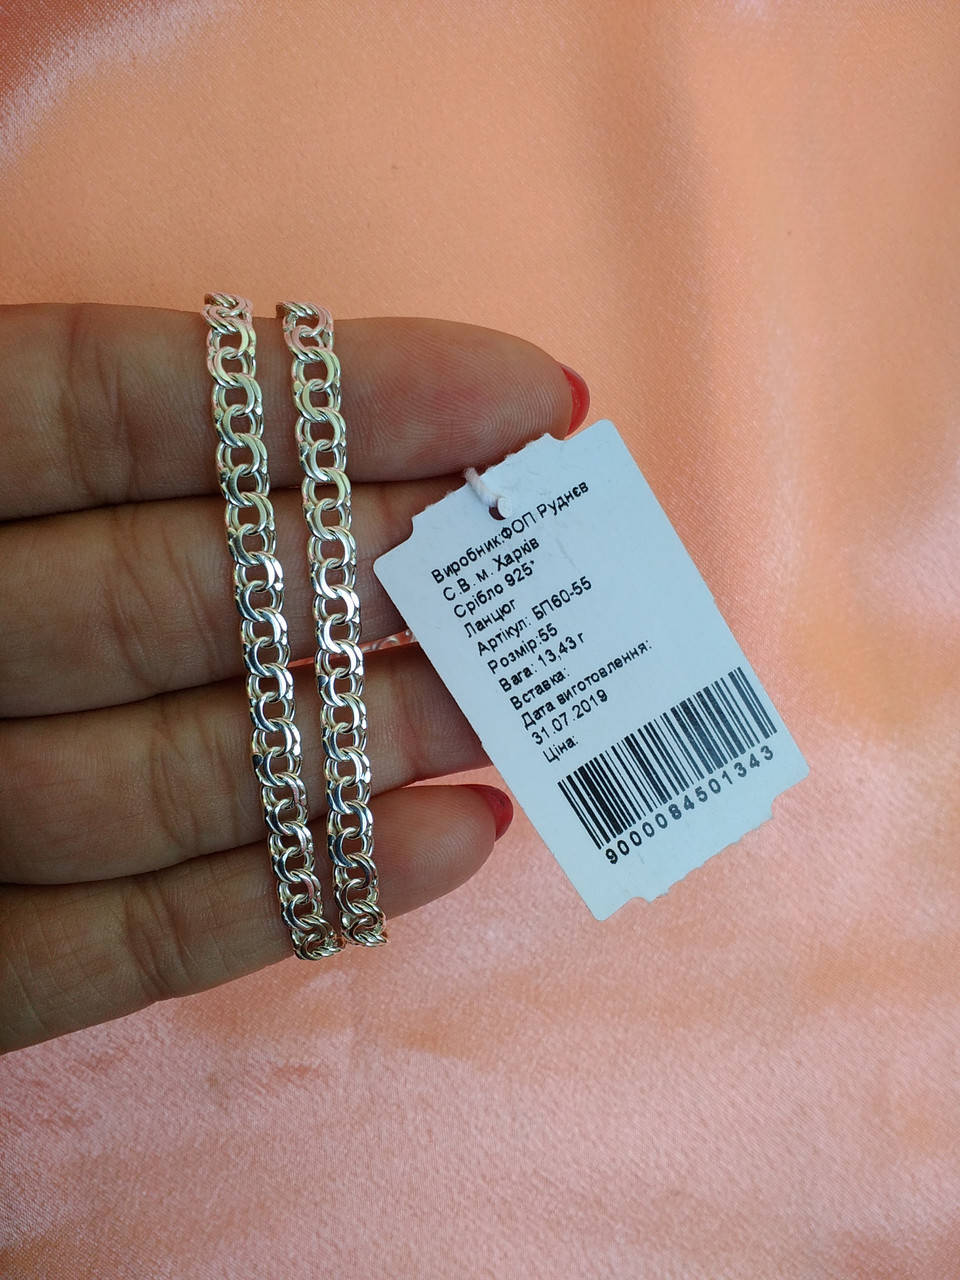 Виробник:ФОП Руднєв
С.В. м. Харків
Срібло 925°
Ланцюг
Артікул: БП60-55
Розмір:55
Вага: 13,43 г
Вставка:
Дата виготовлення:
31.07.2019
Ціна:
9000084501343